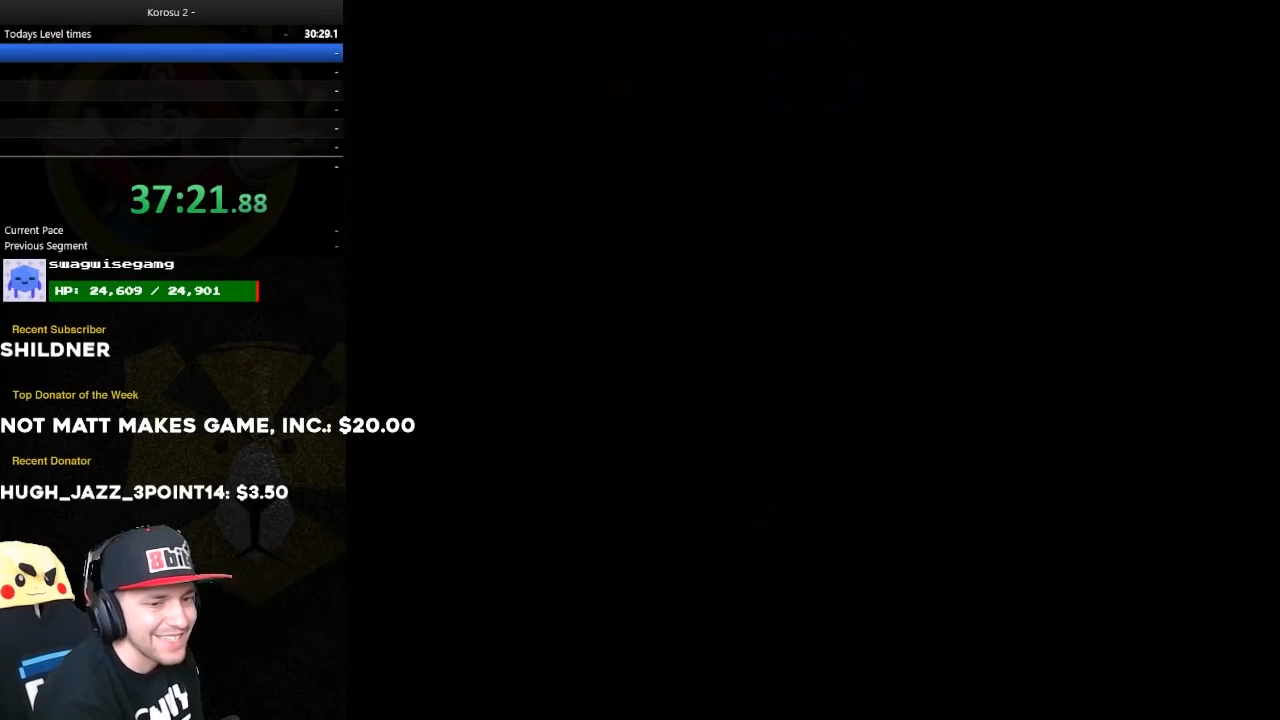 Korosu 2 -
Todays Level times - 30:29.1
-
-
-
-
-
-
-
37:21.88
Current Pace -
Previous Segment -
swagwisegamg
HP: 24,609 / 24,901
Recent Subscriber
SHILDNER
Top Donator of the Week
NOT MATT MAKES GAME, INC.: $20.00
Recent Donator
HUGH_JAZZ_3POINT14: $3.50
8bit